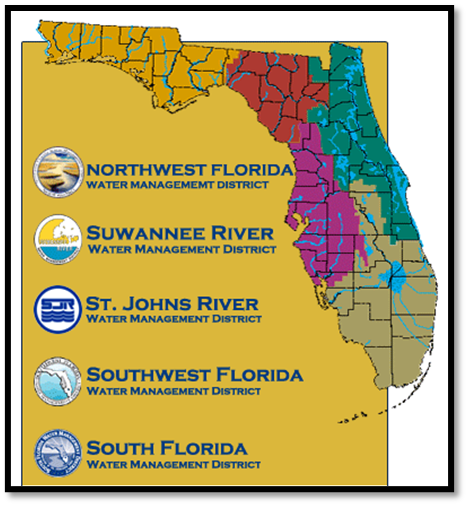 NORTHWEST FLORIDA
WATER MANAGEMEMT DISTRICT
SUWANNEE RIVER
WATER MANAGEMENT DISTRICT
SJR
ST. JOHNS RIVER
WATER MANAGEMENT DISTRICT
SOUTHWEST FLORIDA
WATER MANAGEMENT DISTRICT
SOUTH FLORIDA
WATER MANAGEMENT DISTRICT